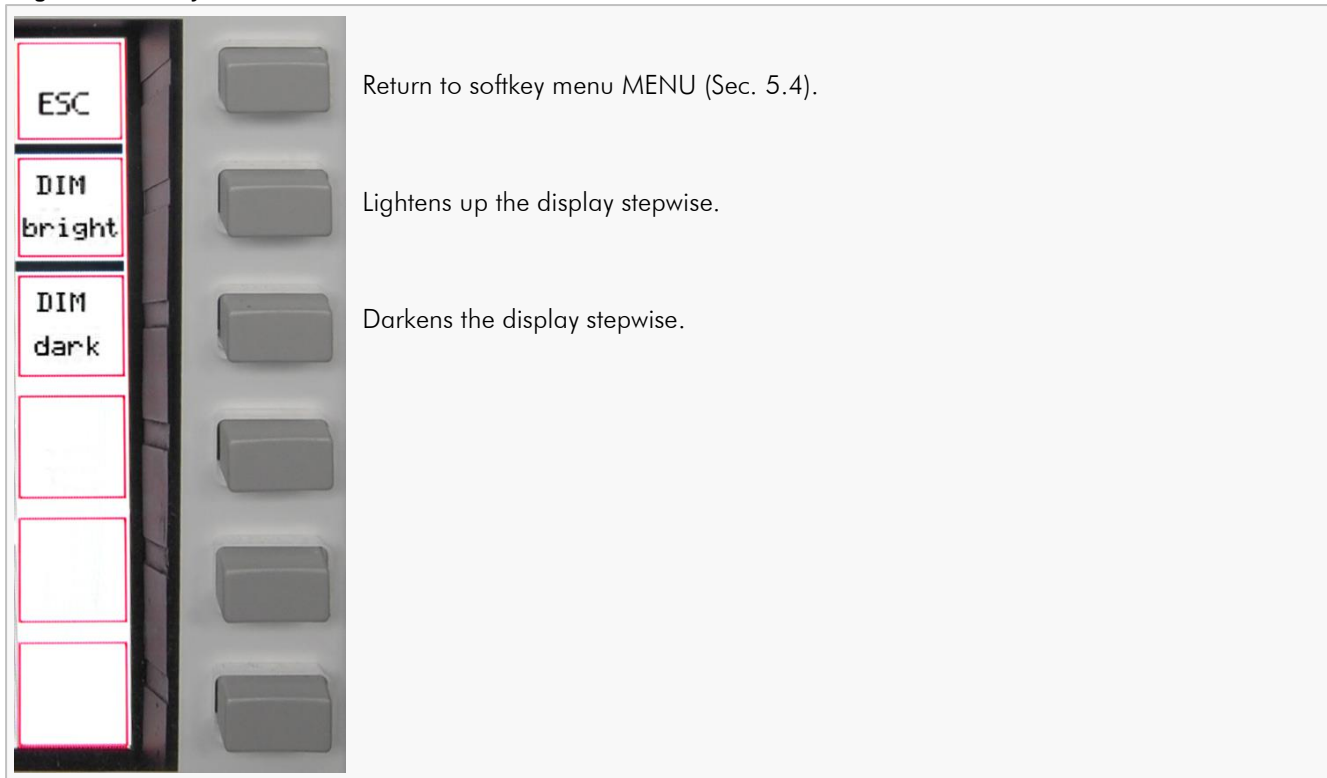 ESC
Return to softkey menu MENU (Sec. 5.4).
DIM
bright
Lightens up the display stepwise.
DIM
dark
Darkens the display stepwise.